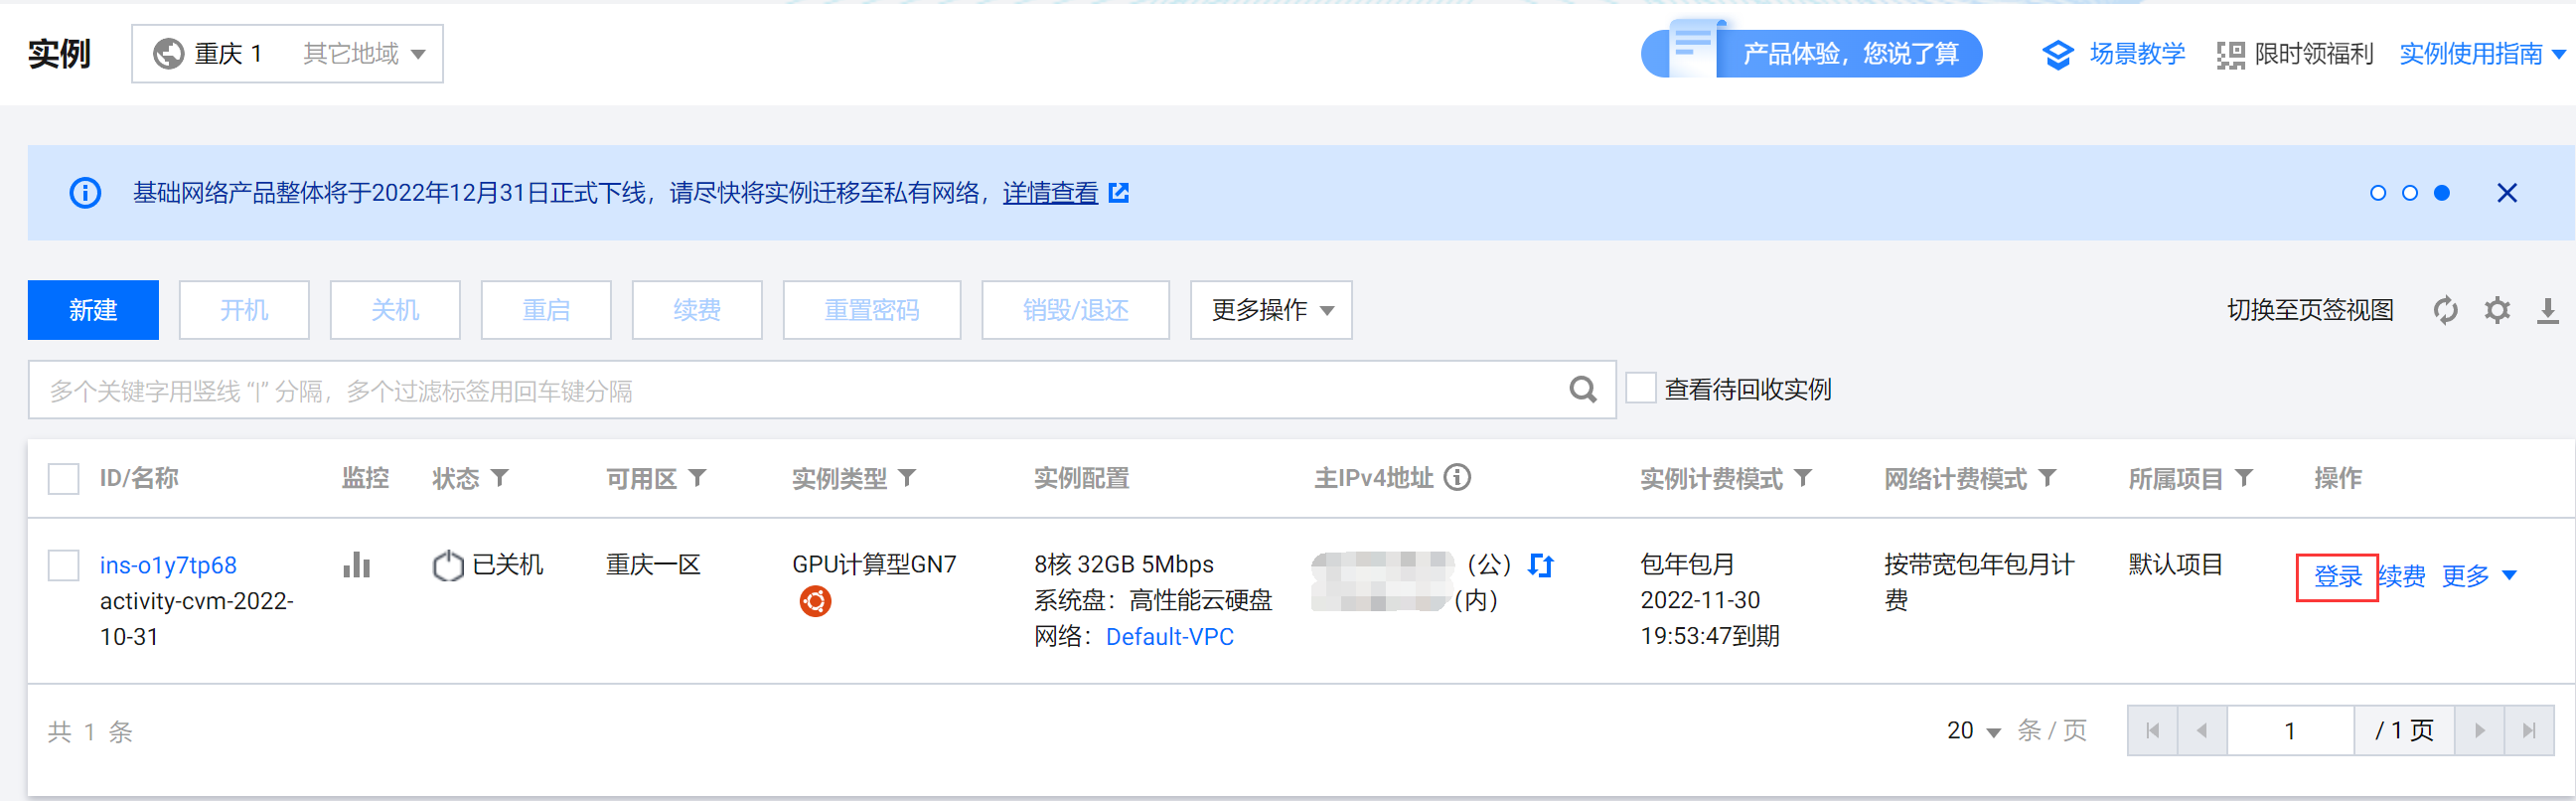 实例
重庆 1 其它地域
产品体验，您说了算
场景教学
限时领福利
实例使用指南
基础网络产品整体将于2022年12月31日正式下线，请尽快将实例迁移至私有网络，详情查看
新建 开机 关机 重启 续费 重置密码 销毁/退还 更多操作
切换至页签视图
多个关键字用竖线 “|” 分隔，多个过滤标签用回车键分隔
查看待回收实例
ID/名称 监控 状态 可用区 实例类型 实例配置 主IPv4地址 实例计费模式 网络计费模式 所属项目 操作
ins-o1y7tp68
activity-cvm-2022-
10-31
已关机
重庆一区
GPU计算型GN7
8核 32GB 5Mbps
系统盘：高性能云硬盘
网络：Default-VPC
（公）
（内）
包年包月
2022-11-30
19:53:47到期
按带宽包年包月计
费
默认项目
登录 续费 更多
共 1 条
20 条 / 页
1 / 1 页